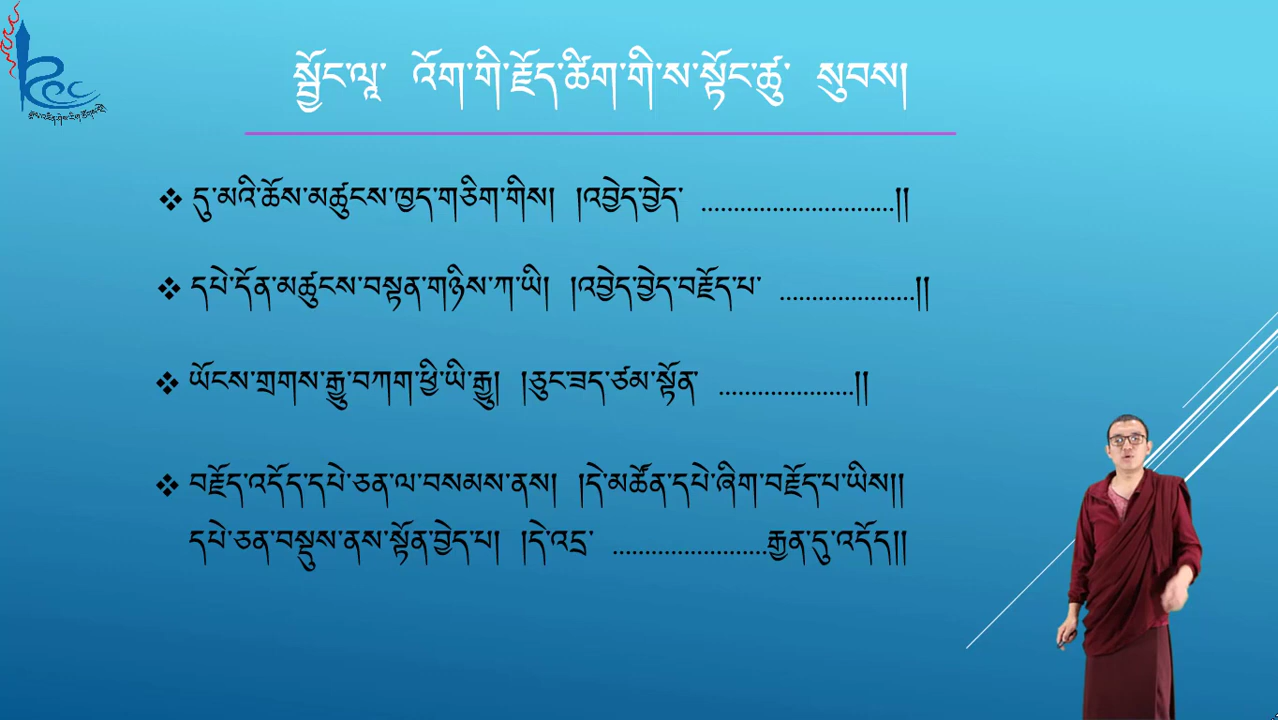 སྦྱོང་ལཱ་ འོག་གི་རྗོད་ཚིག་གི་ས་སྟོང་ཚུ་ སུབས།
❖ དུ་མའི་ཆོས་མཚུངས་ཁྱད་གཅིག་གིས། །འབྱེད་བྱེད་ ..............................།།
❖ དཔེ་དོན་མཚུངས་བསྟན་གཉིས་ཀ་ཡི། །འབྱེད་བྱེད་བརྗོད་པ་ .....................།།
❖ ཡོངས་གྲགས་རྒྱུ་བཀག་ཕྱི་ཡི་རྒྱུ། །ཅུང་ཟད་ཙམ་སྟོན་ .....................།།
❖ བརྗོད་འདོད་དཔེ་ཅན་ལ་བསམས་ནས། །དེ་མཚོན་དཔེ་ཞིག་བརྗོད་པ་ཡིས།།
དཔེ་ཅན་བསྡུས་ནས་སྟོན་བྱེད་པ། །དེ་འདྲ་ ........................རྒྱན་དུ་འདོད།།